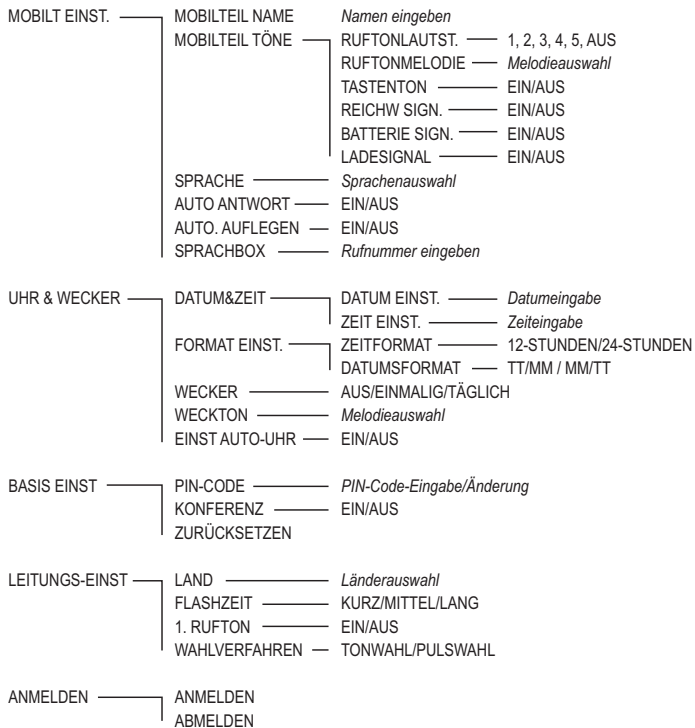 MOBILT EINST. MOBILTEIL NAME Namen eingeben
MOBILTEIL TÖNE RUFTONLAUTST. 1, 2, 3, 4, 5, AUS
RUFTONMELODIE Melodieauswahl
TASTENTON EIN/AUS
REICHW SIGN. EIN/AUS
BATTERIE SIGN. EIN/AUS
LADESIGNAL EIN/AUS
SPRACHE Sprachenauswahl
AUTO ANTWORT EIN/AUS
AUTO. AUFLEGEN EIN/AUS
SPRACHBOX Rufnummer eingeben
UHR & WECKER DATUM&ZEIT DATUM EINST. Datumeingabe
ZEIT EINST. Zeiteingabe
FORMAT EINST. ZEITFORMAT 12-STUNDEN/24-STUNDEN
DATUMSFORMAT TT/MM / MM/TT
WECKER AUS/EINMALIG/TÄGLICH
WECKTON Melodieauswahl
EINST AUTO-UHR EIN/AUS
BASIS EINST PIN-CODE PIN-Code-Eingabe/Änderung
KONFERENZ EIN/AUS
ZURÜCKSETZEN
LEITUNGS-EINST LAND Länderauswahl
FLASHZEIT KURZ/MITTEL/LANG
1. RUFTON EIN/AUS
WAHLVERFAHREN TONWAHL/PULSWAHL
ANMELDEN ANMELDEN
ABMELDEN